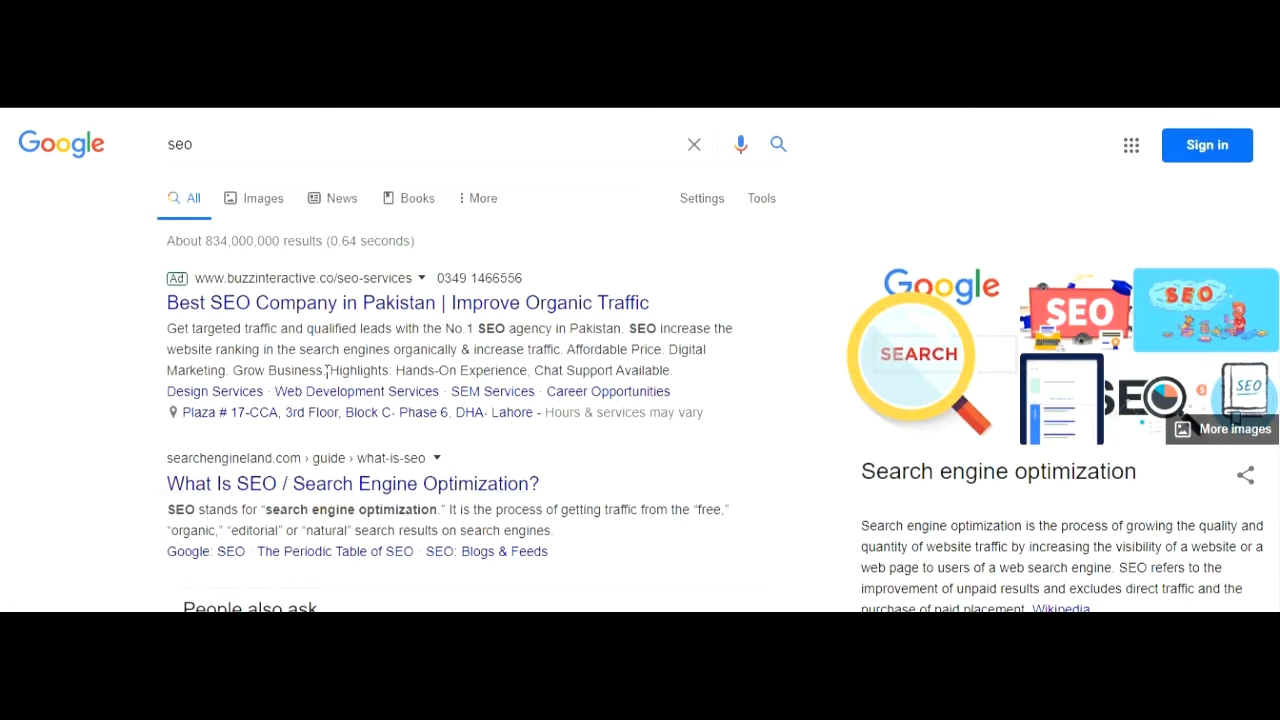 Google
seo
Sign in
All Images News Books More Settings Tools
About 834,000,000 results (0.64 seconds)
Ad www.buzzinteractive.co/seo-services 0349 1466556
Best SEO Company in Pakistan | Improve Organic Traffic
Get targeted traffic and qualified leads with the No.1 SEO agency in Pakistan. SEO increase the
website ranking in the search engines organically & increase traffic. Affordable Price. Digital
Marketing. Grow Business. Highlights: Hands-On Experience, Chat Support Available.
Design Services · Web Development Services · SEM Services · Career Opportunities
Plaza # 17-CCA, 3rd Floor, Block C· Phase 6, DHA· Lahore - Hours & services may vary
searchengineland.com › guide › what-is-seo
What Is SEO / Search Engine Optimization?
SEO stands for “search engine optimization.” It is the process of getting traffic from the “free,”
“organic,” “editorial” or “natural” search results on search engines.
Google: SEO · The Periodic Table of SEO · SEO: Blogs & Feeds
People also ask
Google
SEARCH
SEO
SEO
SEO
SEO
More images
Search engine optimization
Search engine optimization is the process of growing the quality and
quantity of website traffic by increasing the visibility of a website or a
web page to users of a web search engine. SEO refers to the
improvement of unpaid results and excludes direct traffic and the
purchase of paid placement. Wikipedia